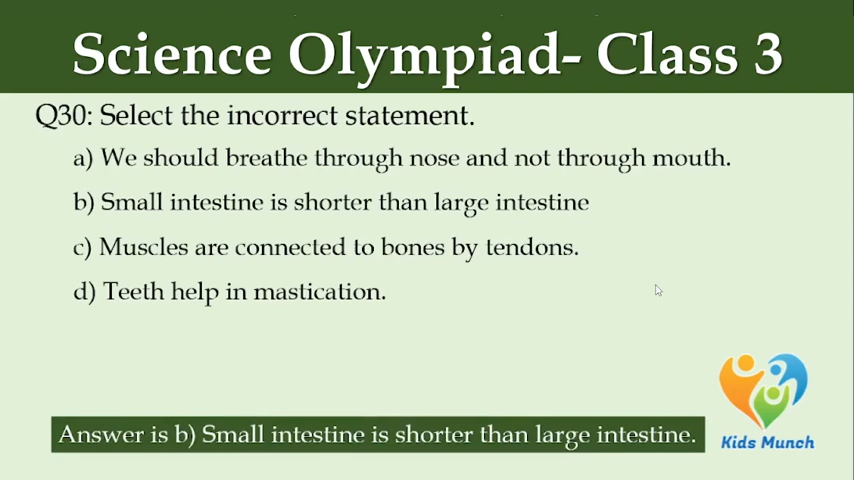 Science Olympiad- Class 3
Q30: Select the incorrect statement.
a) We should breathe through nose and not through mouth.
b) Small intestine is shorter than large intestine
c) Muscles are connected to bones by tendons.
d) Teeth help in mastication.
Answer is b) Small intestine is shorter than large intestine.
Kids Munch